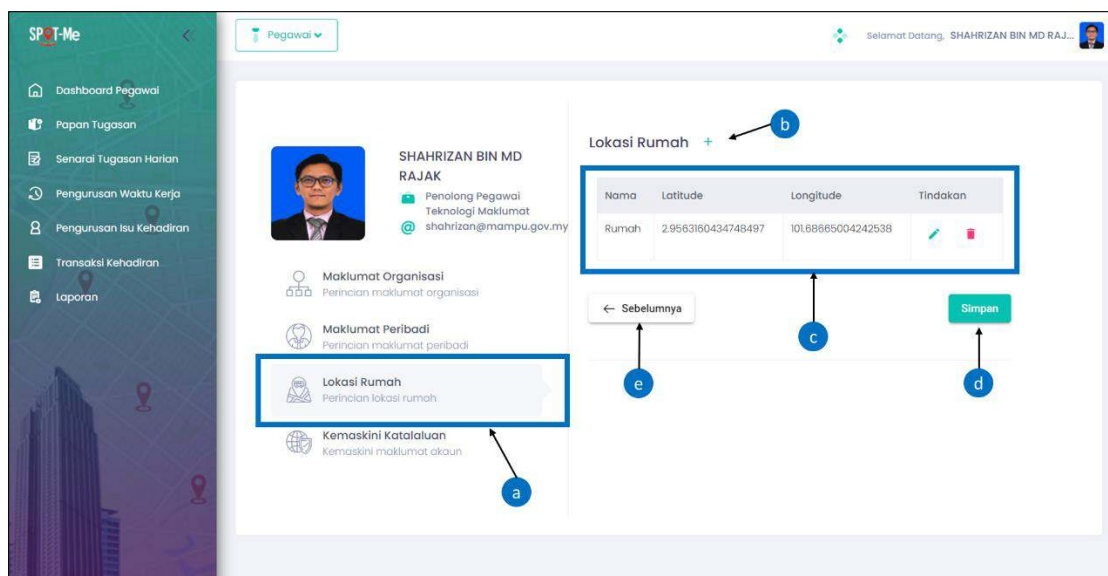 SPOT-Me
Pegawai
Selamat Datang, SHAHRIZAN BIN MD RAJ...
Dashboard Pegawai
Papan Tugasan
Senarai Tugasan Harian
Pengurusan Waktu Kerja
Pengurusan Isu Kehadiran
Transaksi Kehadiran
Laporan
SHAHRIZAN BIN MD
RAJAK
Penolong Pegawai
Teknologi Maklumat
shahrizan@mampu.gov.my
Maklumat Organisasi
Perincian maklumat organisasi
Maklumat Peribadi
Perincian maklumat peribadi
Lokasi Rumah
Perincian lokasi rumah
Kemaskini Katalaluan
Kemaskini maklumat akaun
a
Lokasi Rumah +
b
Nama Latitude Longitude Tindakan
Rumah 2.9563160434748497 101.68665004242538
← Sebelumnya
Simpan
c
e
d